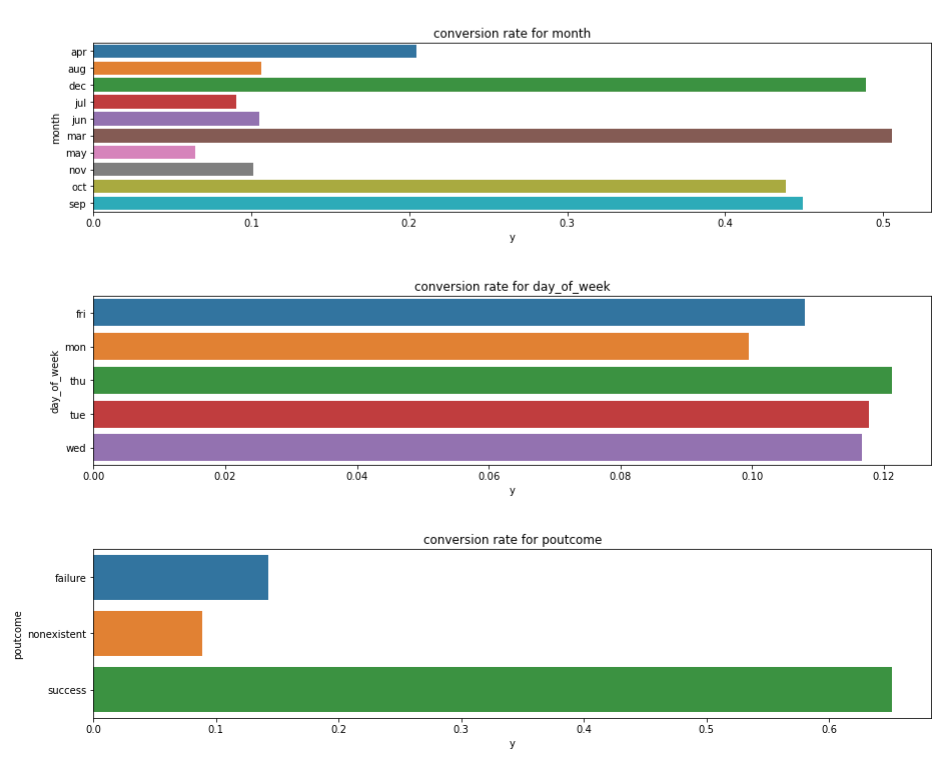 conversion rate for month
month
apr
aug
dec
jul
jun
mar
may
nov
oct
sep
0.0 0.1 0.2 0.3 0.4 0.5
y
conversion rate for day_of_week
day_of_week
fri
mon
thu
tue
wed
0.00 0.02 0.04 0.06 0.08 0.10 0.12
y
conversion rate for poutcome
poutcome
failure
nonexistent
success
0.0 0.1 0.2 0.3 0.4 0.5 0.6
y